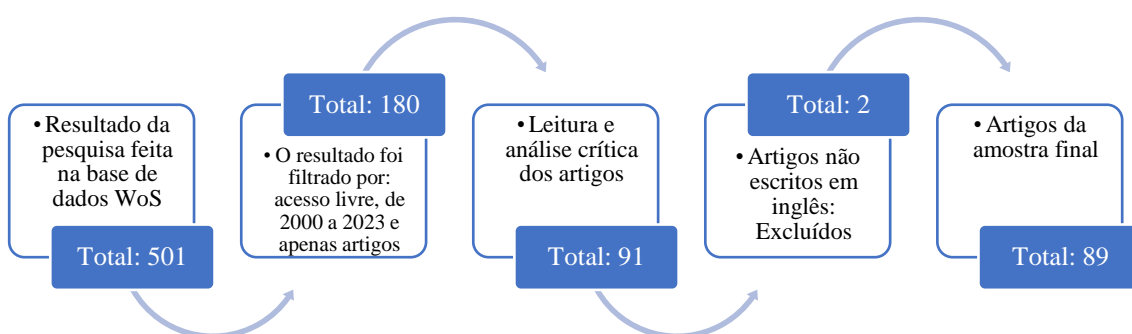 • Resultado da
pesquisa feita
na base de
dados WoS
Total: 501
Total: 180
• O resultado foi
filtrado por:
acesso livre, de
2000 a 2023 e
apenas artigos
• Leitura e
análise crítica
dos artigos
Total: 91
Total: 2
• Artigos não
escritos em
inglês:
Excluídos
• Artigos da
amostra final
Total: 89